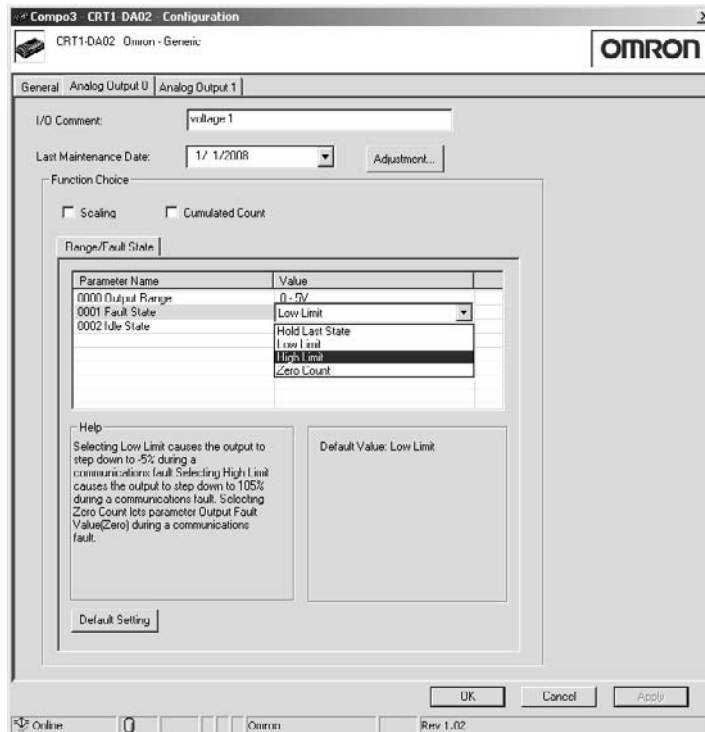 Compo3 - CRT1-DA02 - Configuration
CRT1-DA02 Omron - Generic
OMRON
General Analog Output 0 Analog Output 1
I/O Comment: voltage 1
Last Maintenance Date: 1/ 1/2008 Adjustment...
Function Choice
Scaling Cumulated Count
Range/Fault State
Parameter Name Value
0000 Output Range 0 - 5V
0001 Fault State Low Limit
0002 Idle State
Hold Last State
Low Limit
High Limit
Zero Count
Help
Selecting Low Limit causes the output to
step down to -5% during a
communications fault Selecting High Limit
causes the output to step down to 105%
during a communications fault. Selecting
Zero Count lets parameter Output Fault
Value(Zero) during a communications
fault.
Default Value: Low Limit
Default Setting
OK Cancel Apply
Online Omron Rev 1.02